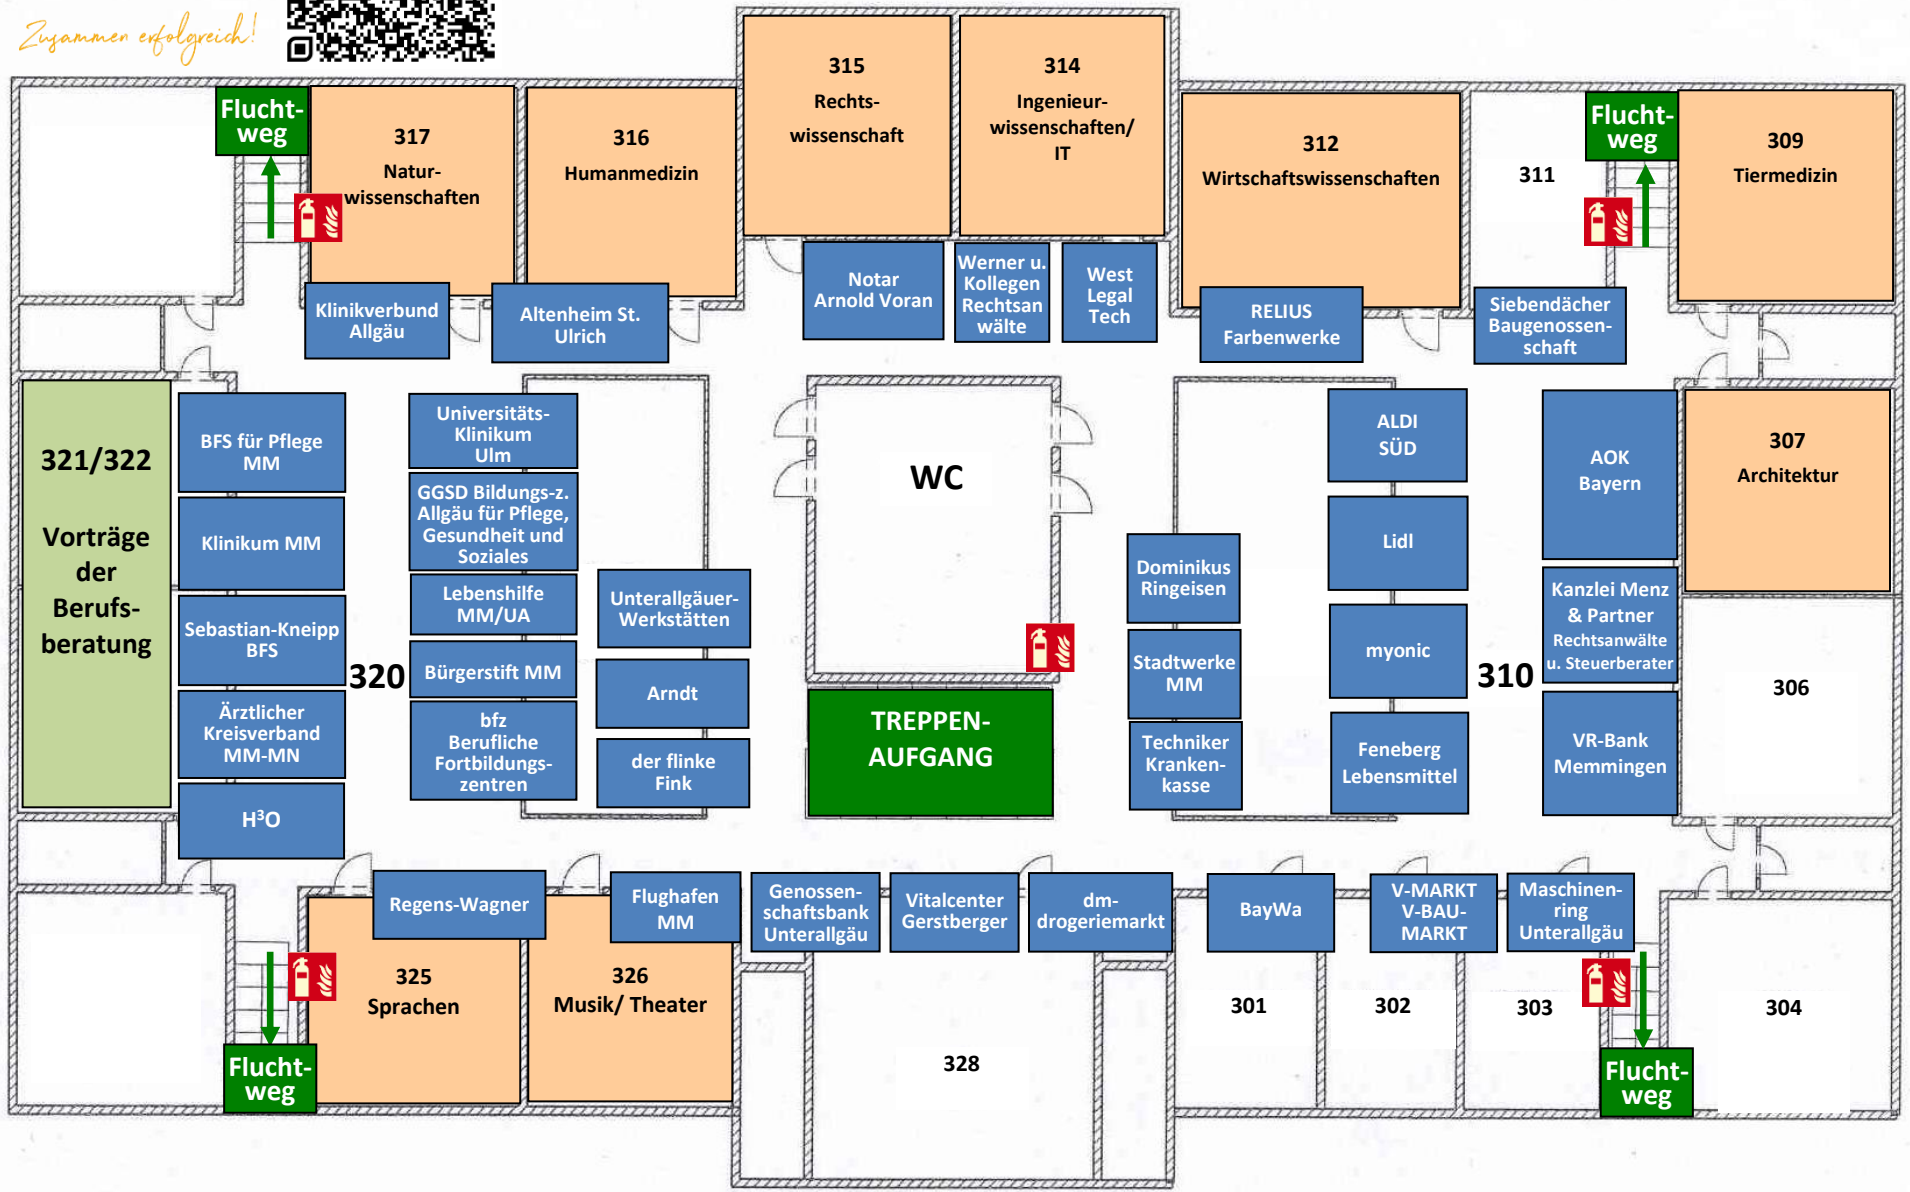 Zusammen erfolgreich!
Flucht-
weg
317
Natur-
wissenschaften
316
Humanmedizin
315
Rechts-
wissenschaft
314
Ingenieur-
wissenschaften/
IT
312
Wirtschaftswissenschaften
311
Flucht-
weg
309
Tiermedizin
Klinikverbund
Allgäu
Altenheim St.
Ulrich
Notar
Arnold Voran
Werner u.
Kollegen
Rechtsan
wälte
West
Legal
Tech
RELIUS
Farbenwerke
Siebendächer
Baugenossen-
schaft
321/322
Vorträge
der
Berufs-
beratung
BFS für Pflege
MM
Klinikum MM
Sebastian-Kneipp
BFS
Ärztlicher
Kreisverband
MM-MN
H³O
320
Universitäts-
Klinikum
Ulm
GGSD Bildungs-z.
Allgäu für Pflege,
Gesundheit und
Soziales
Lebenshilfe
MM/UA
Bürgerstift MM
bfz
Berufliche
Fortbildungs-
zentren
Unterallgäuer-
Werkstätten
Arndt
der flinke
Fink
WC
TREPPEN-
AUFGANG
Dominikus
Ringeisen
Stadtwerke
MM
Techniker
Kranken-
kasse
ALDI
SÜD
Lidl
myonic
Feneberg
Lebensmittel
310
AOK
Bayern
Kanzlei Menz
& Partner
Rechtsanwälte
u. Steuerberater
VR-Bank
Memmingen
307
Architektur
306
Regens-Wagner
Flughafen
MM
Genossen-
schaftsbank
Unterallgäu
Vitalcenter
Gerstberger
dm-
drogeriemarkt
BayWa
V-MARKT
V-BAU-
MARKT
Maschinen-
ring
Unterallgäu
325
Sprachen
326
Musik/ Theater
328
301
302
303
304
Flucht-
weg
Flucht-
weg